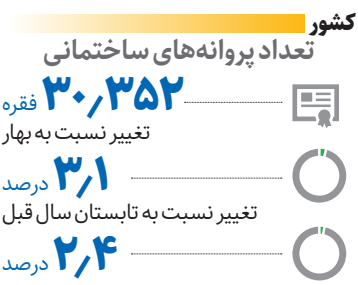 کشور
تعداد پروانه‌های ساختمانی
۳۰٫۳۵۲ فقره
تغییر نسبت به بهار
۳٫۱ درصد
تغییر نسبت به تابستان سال قبل
۲٫۴ درصد